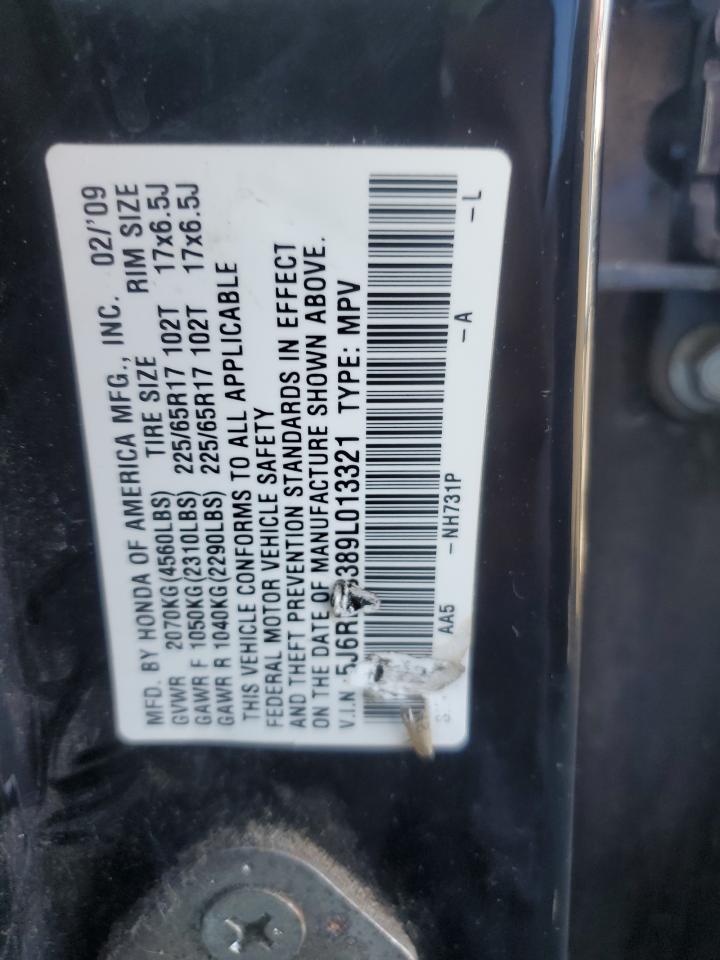 MFD. BY HONDA OF AMERICA MFG., INC. 02/'09
GVWR 2070KG(4560LBS) TIRE SIZE RIM SIZE
GAWR F 1050KG(2310LBS) 225/65R17 102T 17x6.5J
GAWR R 1040KG(2290LBS) 225/65R17 102T 17x6.5J
THIS VEHICLE CONFORMS TO ALL APPLICABLE
FEDERAL MOTOR VEHICLE SAFETY
AND THEFT PREVENTION STANDARDS IN EFFECT
ON THE DATE OF MANUFACTURE SHOWN ABOVE.
V.I.N. TYPE: MPV
AA5 -NH731P -A -L